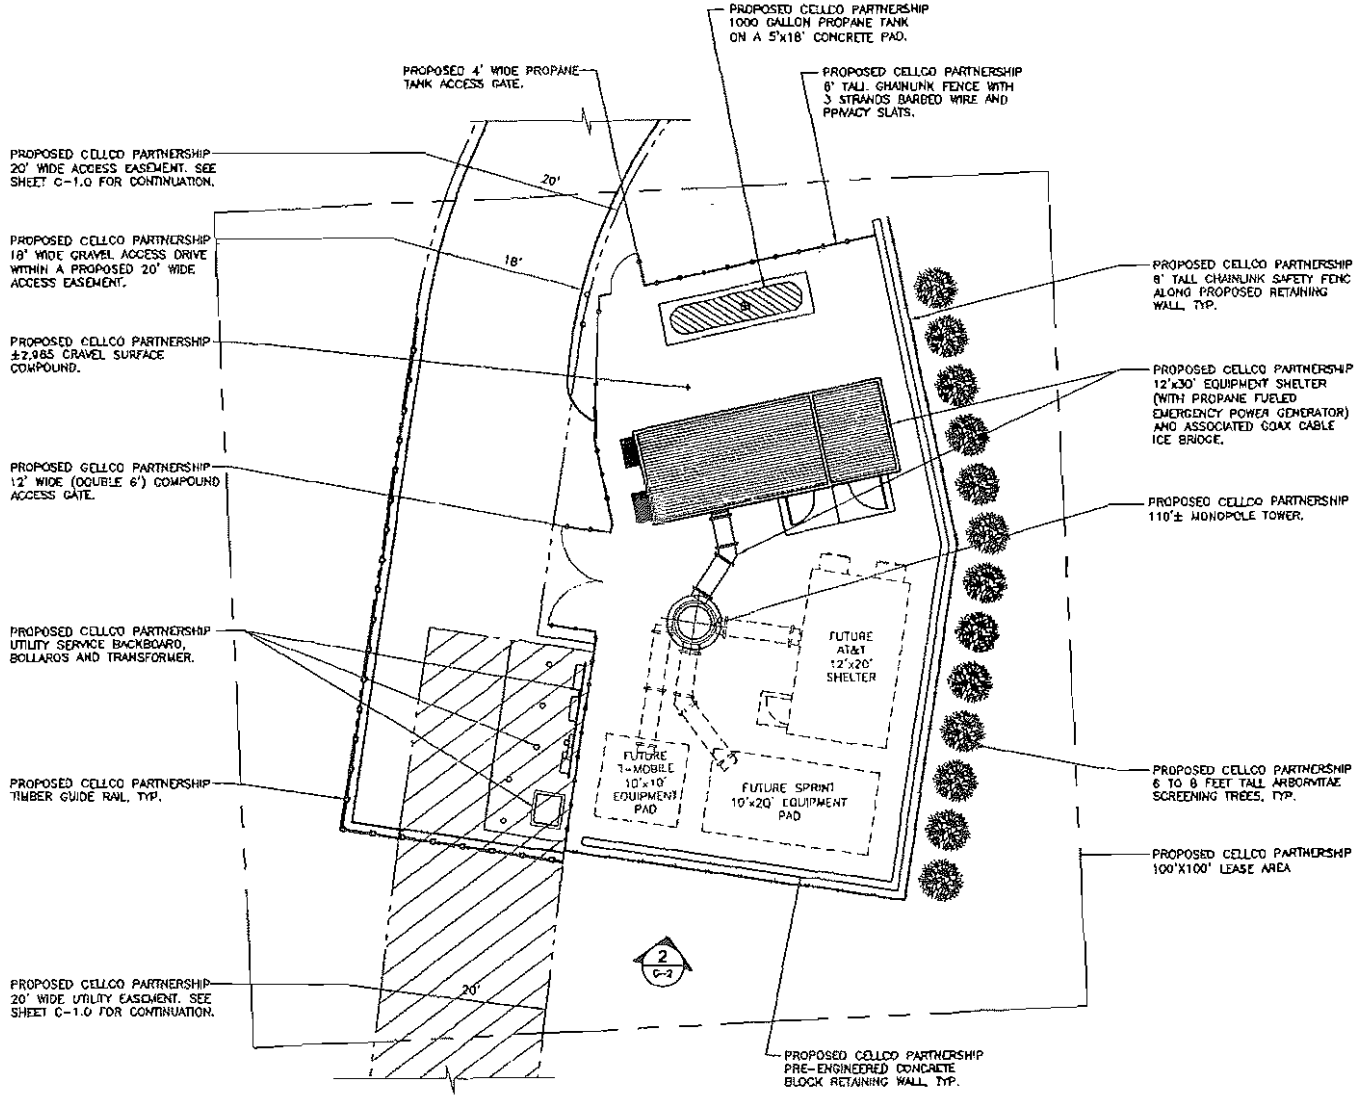 PROPOSED CELLCO PARTNERSHIP
1000 GALLON PROPANE TANK
ON A 5'x18' CONCRETE PAD.
PROPOSED 4' WIDE PROPANE
TANK ACCESS GATE.
PROPOSED CELLCO PARTNERSHIP
8' TALL CHAINLINK FENCE WITH
3 STRANDS BARBED WIRE AND
PRIVACY SLATS.
PROPOSED CELLCO PARTNERSHIP
20' WIDE ACCESS EASEMENT. SEE
SHEET C-1.0 FOR CONTINUATION.
20'
PROPOSED CELLCO PARTNERSHIP
18' WIDE GRAVEL ACCESS DRIVE
WITHIN A PROPOSED 20' WIDE
ACCESS EASEMENT.
18'
PROPOSED CELLCO PARTNERSHIP
8' TALL CHAINLINK SAFETY FENC
ALONG PROPOSED RETAINING
WALL, TYP.
PROPOSED CELLCO PARTNERSHIP
±2,985 GRAVEL SURFACE
COMPOUND.
PROPOSED CELLCO PARTNERSHIP
12'x30' EQUIPMENT SHELTER
(WITH PROPANE FUELED
EMERGENCY POWER GENERATOR)
AND ASSOCIATED COAX CABLE
ICE BRIDGE.
PROPOSED CELLCO PARTNERSHIP
12' WIDE (DOUBLE 6') COMPOUND
ACCESS GATE.
PROPOSED CELLCO PARTNERSHIP
110'± MONOPOLE TOWER.
PROPOSED CELLCO PARTNERSHIP
UTILITY SERVICE BACKBOARD,
BOLLARDS AND TRANSFORMER.
FUTURE
AT&T
12'x20'
SHELTER
FUTURE
T-MOBILE
10'x10'
EQUIPMENT
PAD
FUTURE SPRINT
10'x20' EQUIPMENT
PAD
PROPOSED CELLCO PARTNERSHIP
TIMBER GUIDE RAIL, TYP.
PROPOSED CELLCO PARTNERSHIP
6 TO 8 FEET TALL ARBORVITAE
SCREENING TREES, TYP.
PROPOSED CELLCO PARTNERSHIP
100'X100' LEASE AREA
2
C-2
PROPOSED CELLCO PARTNERSHIP
20' WIDE UTILITY EASEMENT. SEE
SHEET C-1.0 FOR CONTINUATION.
20'
PROPOSED CELLCO PARTNERSHIP
PRE-ENGINEERED CONCRETE
BLOCK RETAINING WALL, TYP.